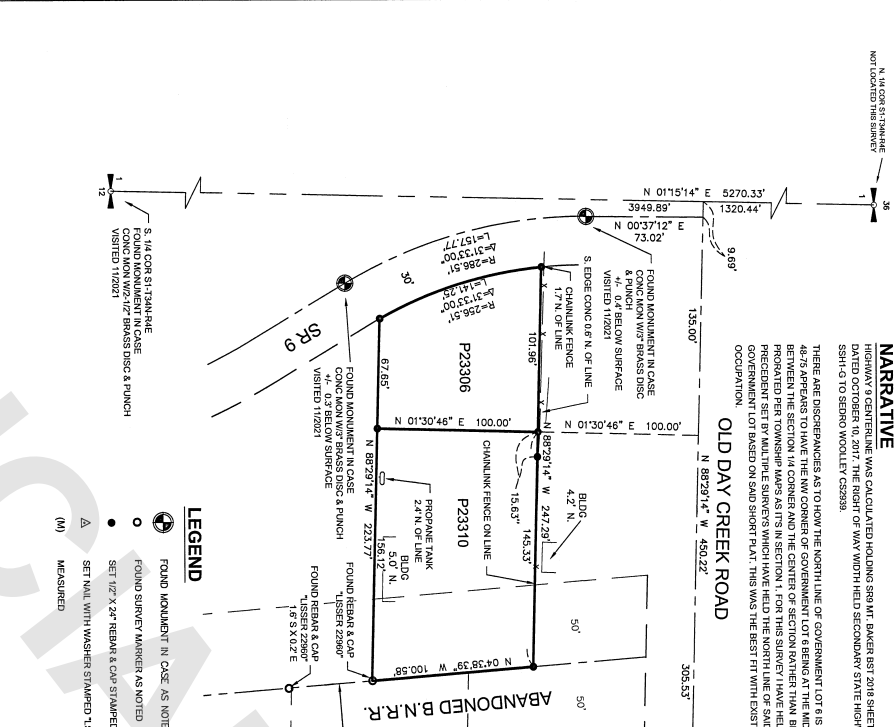 N. 1/4 COR S1-T34N-R4E
NOT LOCATED THIS SURVEY
36
1
N 01°15'14" E 5270.33'
3949.89'
1320.44'
N 00°37'12" E
73.02'
9.69'
1
12
S. 1/4 COR S1-T34N-R4E
FOUND MONUMENT IN CASE
CONC MON W/2-1/2" BRASS DISC & PUNCH
VISITED 11/2021
NARRATIVE
HIGHWAY 9 CENTERLINE WAS CALCULATED HOLDING SR9 MT. BAKER BST 2018 SHEET
DATED OCTOBER 10, 2017. THE RIGHT OF WAY WIDTH HELD SECONDARY STATE HIGH
SSH1-G TO SEDRO WOOLLEY CS2939.
THERE ARE DISCREPANCIES AS TO HOW THE NORTH LINE OF GOVERNMENT LOT 6 IS
48-75 APPEARS TO HAVE THE NW CORNER OF GOVERNMENT LOT 6 BEING AT THE MI
BETWEEN THE SECTION 1/4 CORNER AND THE CENTER OF SECTION RATHER THAN B
PRORATED PER TOWNSHIP MAPS AS IT'S IN SECTION 1. FOR THIS SURVEY I HAVE HEL
PRECEDENT SET BY MULTIPLE SURVEYS WHICH HAVE HELD THE NORTH LINE OF SAI
GOVERNMENT LOT BASED ON SAID SHORT PLAT. THIS WAS THE BEST FIT WITH EXIST
OCCUPATION.
OLD DAY CREEK ROAD
135.00'
N 88°29'14" W 450.22'
305.53'
FOUND MONUMENT IN CASE
CONC MON W/3" BRASS DISC
& PUNCH
+/- 0.4' BELOW SURFACE
VISITED 11/2021
S. EDGE CONC 0.6' N. OF LINE
CHAINLINK FENCE
1.7' N. OF LINE
N 01°30'46" E 100.00'
101.96'
N 88°29'14" W 247.29'
145.33'
BLDG
4.2' N.
15.63'
CHAINLINK FENCE ON LINE
L=157.77'
Δ=31°33'00"
R=286.51'
L=141.25'
Δ=31°33'00"
R=256.51'
30'
SR 9
P23306
67.65'
N 01°30'46" E 100.00'
P23310
PROPANE TANK
2.4' N. OF LINE
N 88°29'14" W 223.77'
156.12'
BLDG
5.0' N.
FOUND MONUMENT IN CASE
CONC MON W/3" BRASS DISC & PUNCH
+/- 0.3' BELOW SURFACE
VISITED 11/2021
FOUND REBAR & CAP
"LISSER 22960"
FOUND REBAR & CAP
"LISSER 22960"
1.6' S X 0.2' E
N 04°38'39" W 100.58'
50'
50'
ABANDONED B.N.R.R.
LEGEND
FOUND MONUMENT IN CASE AS NOTE
FOUND SURVEY MARKER AS NOTED
SET 1/2" X 24" REBAR & CAP STAMPED
SET NAIL WITH WASHER STAMPED "L
(M) MEASURED